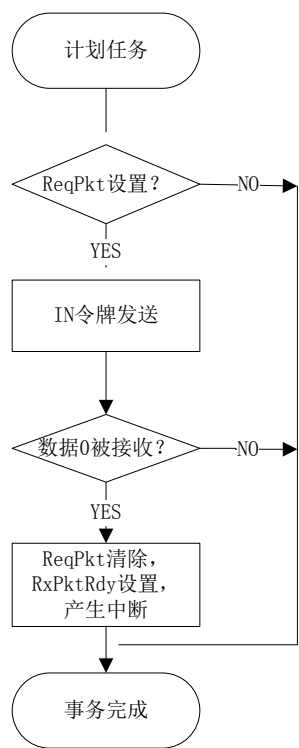 计划任务
ReqPkt设置?
NO
YES
IN令牌发送
数据0被接收?
NO
YES
ReqPkt清除,
RxPktRdy设置,
产生中断
事务完成